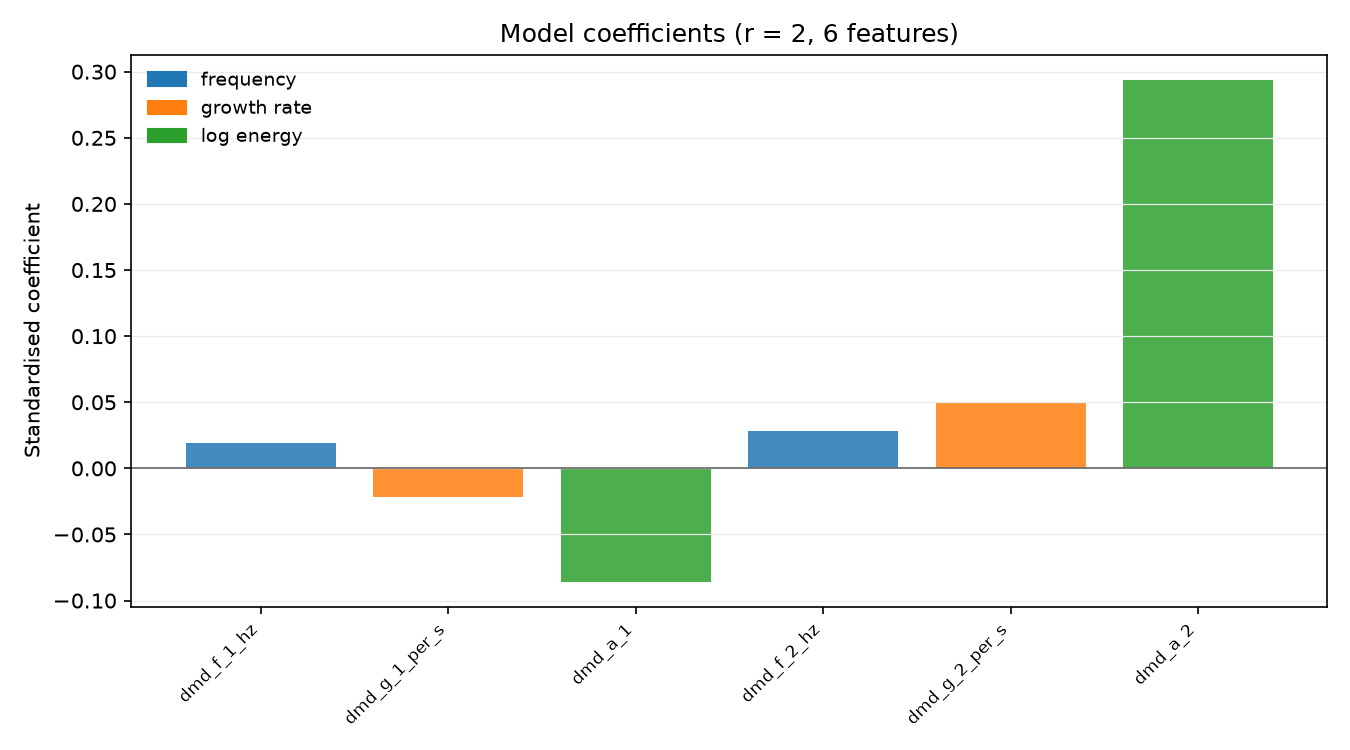 Model coefficients (r = 2, 6 features)
frequency
growth rate
log energy
Standardised coefficient
0.30
0.25
0.20
0.15
0.10
0.05
0.00
−0.05
−0.10
dmd_f_1_hz
dmd_g_1_per_s
dmd_a_1
dmd_f_2_hz
dmd_g_2_per_s
dmd_a_2